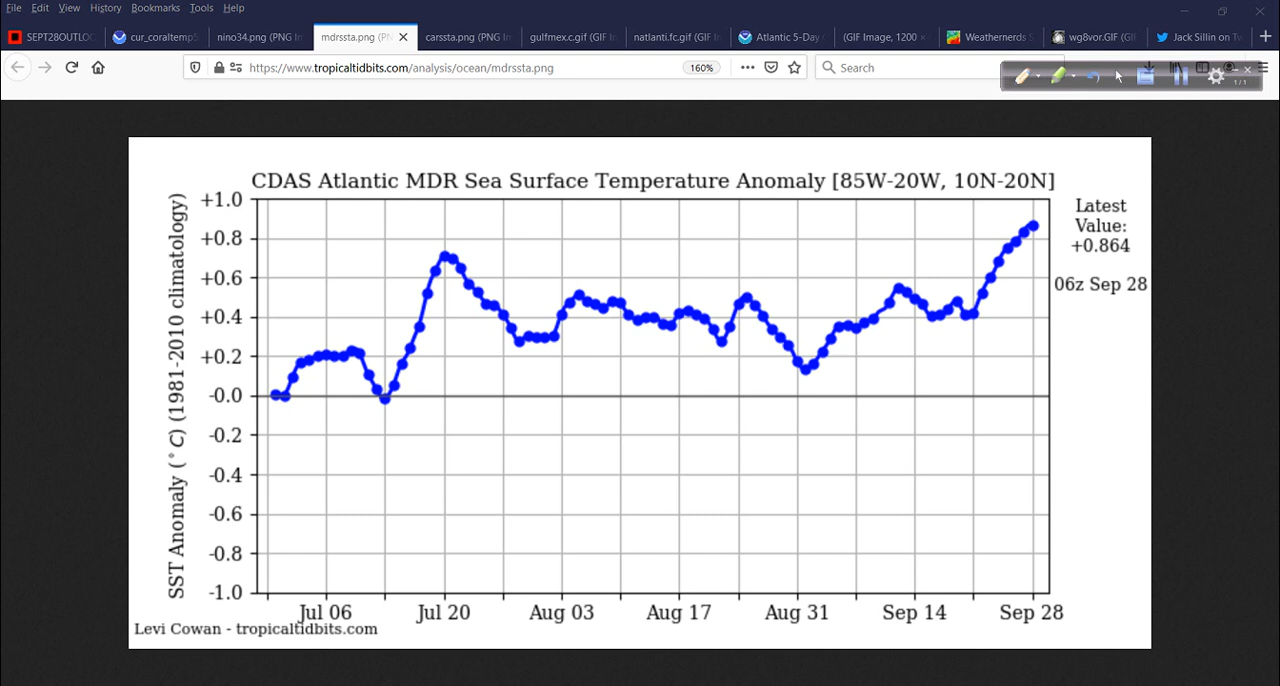 File Edit View History Bookmarks Tools Help
SEPT28OUTLO
cur_coraltemp5
nino34.png (PNG In
mdrssta.png (PN
carssta.png (PNG In
gulfmex.c.gif (GIF I
natlanti.fc.gif (GIF I
Atlantic 5-Day
(GIF Image, 1200 ×
Weathernerds S
wg8vor.GIF (GIF
Jack Sillin on Tw
https://www.tropicaltidbits.com/analysis/ocean/mdrssta.png
160%
Search
1/1
CDAS Atlantic MDR Sea Surface Temperature Anomaly [85W-20W, 10N-20N]
SST Anomaly (°C) (1981-2010 climatology)
+1.0
+0.8
+0.6
+0.4
+0.2
-0.0
-0.2
-0.4
-0.6
-0.8
-1.0
Latest
Value:
+0.864
06z Sep 28
Jul 06 Jul 20 Aug 03 Aug 17 Aug 31 Sep 14 Sep 28
Levi Cowan - tropicaltidbits.com